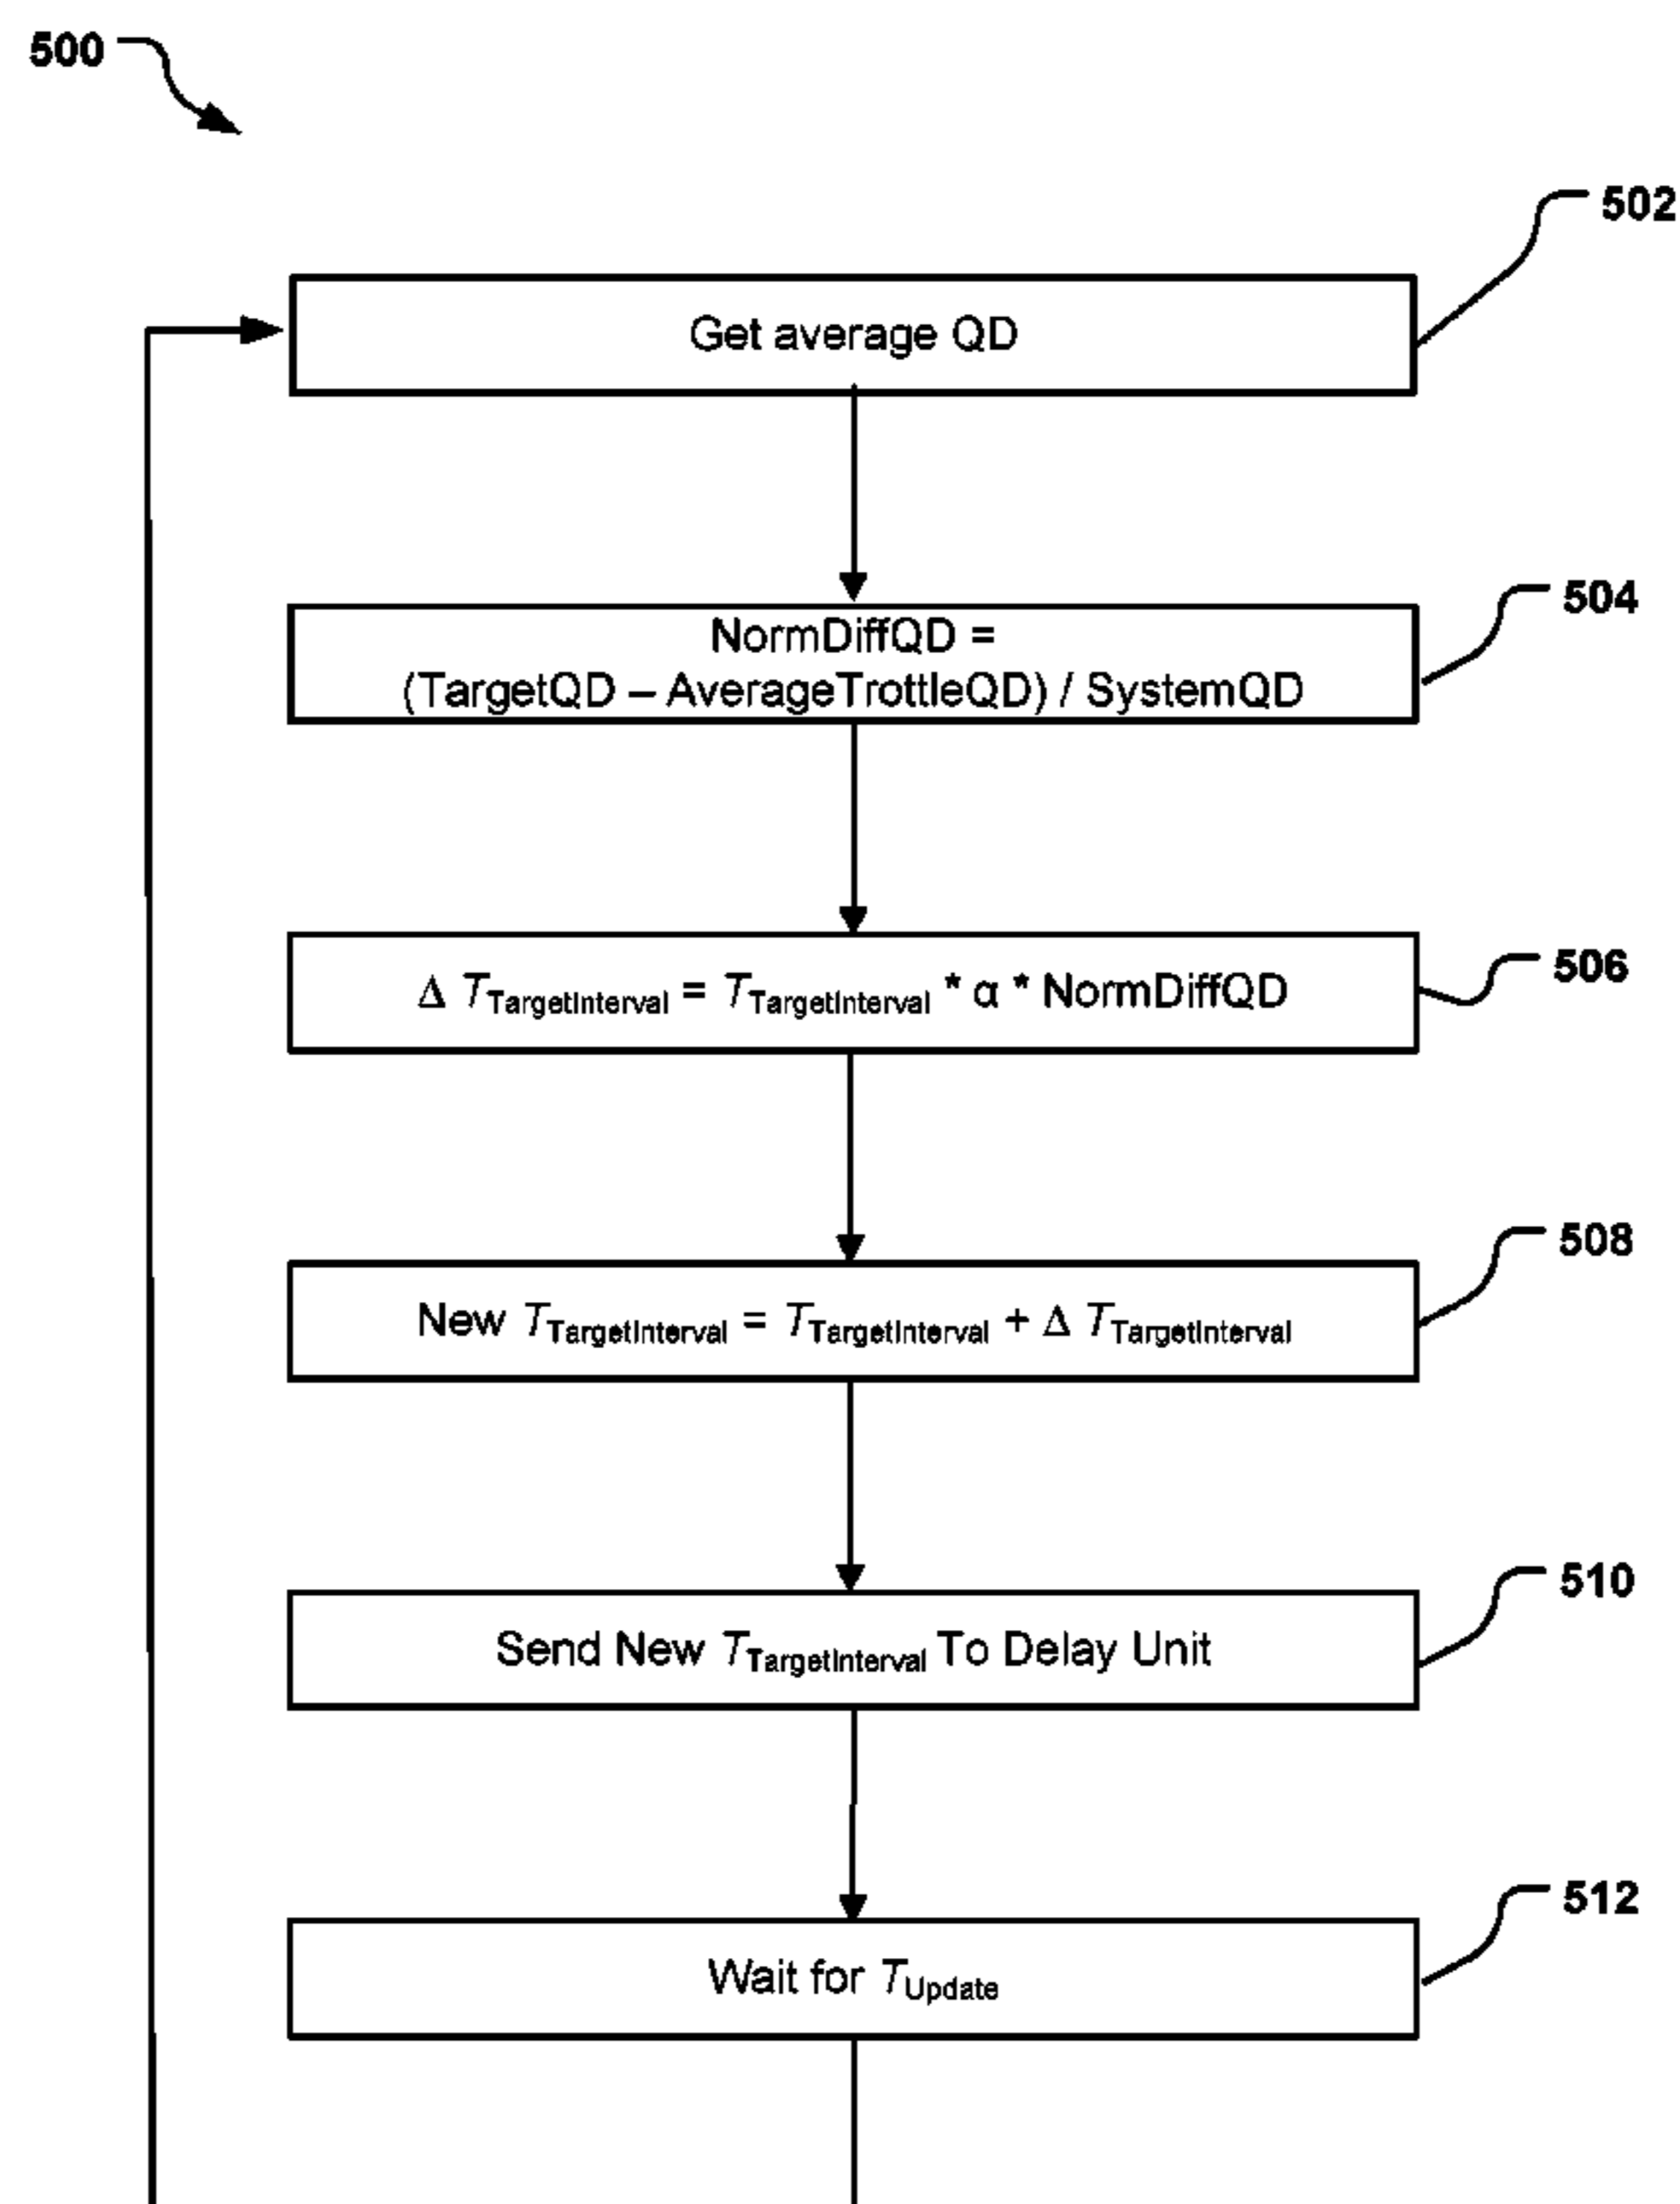 500
502
Get average QD
504
NormDiffQD =
(TargetQD – AverageTrottleQD) / SystemQD
506
Δ TTargetInterval = TTargetInterval * α * NormDiffQD
508
New TTargetInterval = TTargetInterval + Δ TTargetInterval
510
Send New TTargetInterval To Delay Unit
512
Wait for TUpdate